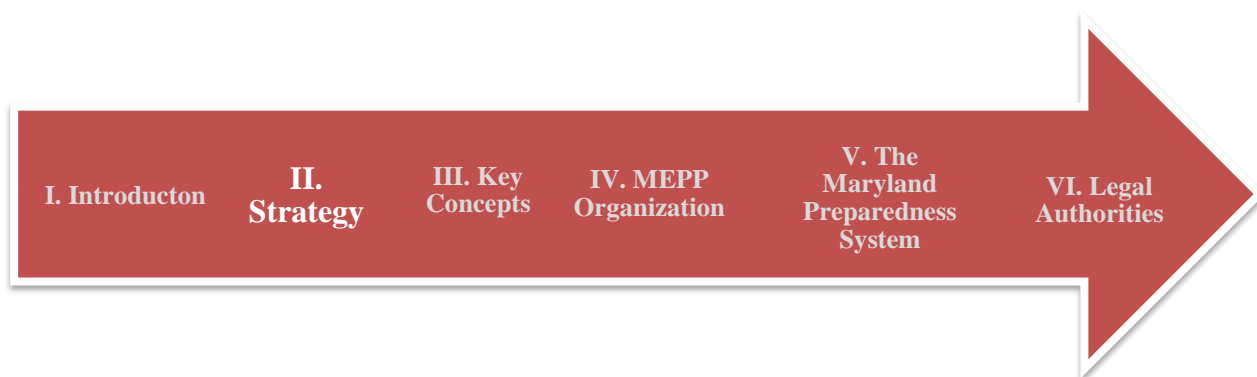 I. Introducton
II.
Strategy
III. Key
Concepts
IV. MEPP
Organization
V. The
Maryland
Preparedness
System
VI. Legal
Authorities